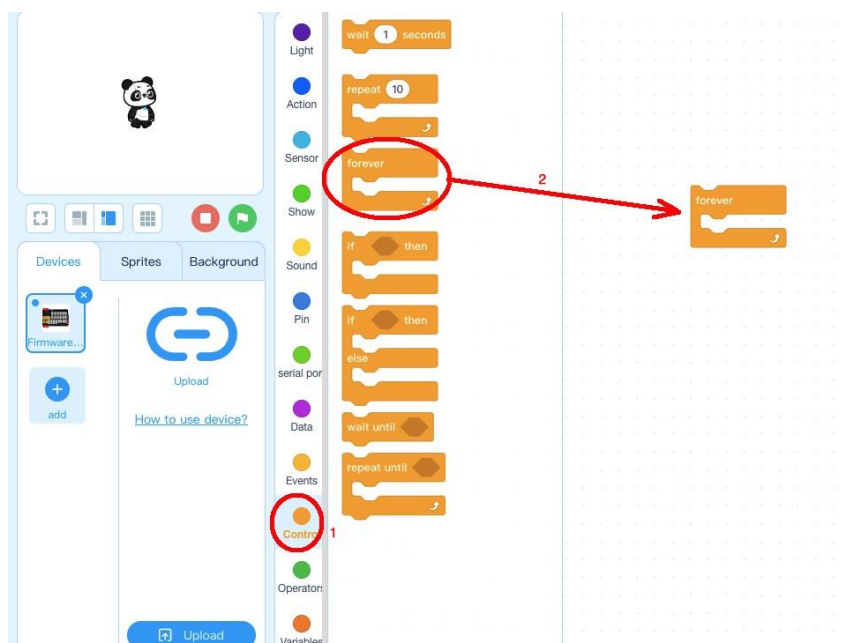 Devices
Sprites
Background
Firmware...
add
Upload
How to use device?
Upload
Light
Action
Sensor
Show
Sound
Pin
serial por
Data
Events
Control
1
Operators
Variables
wait 1 seconds
repeat 10
forever
if then
if then
else
wait until
repeat until
2
forever